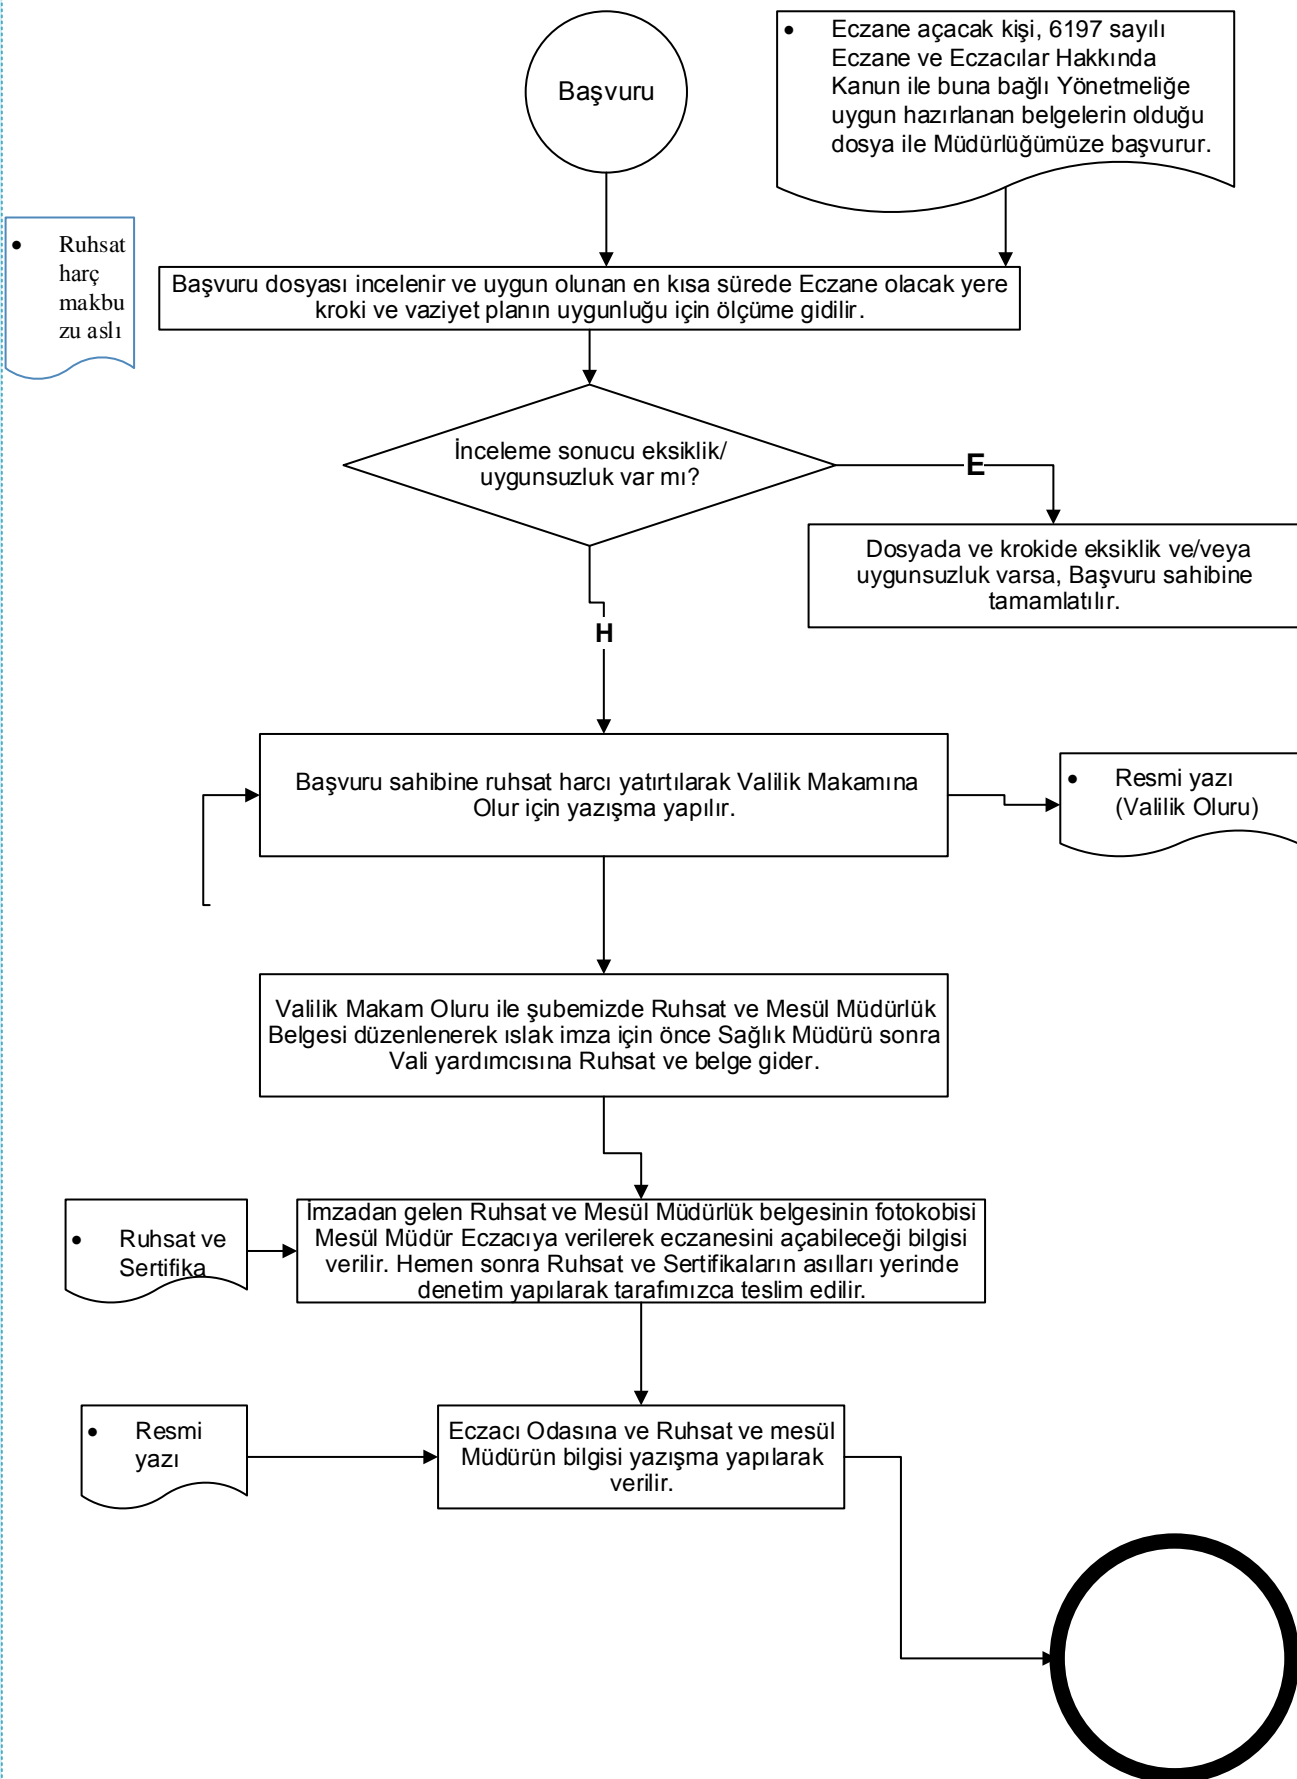 Başvuru
• Eczane açacak kişi, 6197 sayılı
Eczane ve Eczacılar Hakkında
Kanun ile buna bağlı Yönetmeliğe
uygun hazırlanan belgelerin olduğu
dosya ile Müdürlüğümüze başvurur.
• Ruhsat
harç
makbu
zu aslı
Başvuru dosyası incelenir ve uygun olunan en kısa sürede Eczane olacak yere
kroki ve vaziyet planın uygunluğu için ölçüme gidilir.
İnceleme sonucu eksiklik/
uygunsuzluk var mı?
E
Dosyada ve krokide eksiklik ve/veya
uygunsuzluk varsa, Başvuru sahibine
tamamlatılır.
H
Başvuru sahibine ruhsat harcı yatırtılarak Valilik Makamına
Olur için yazışma yapılır.
• Resmi yazı
(Valilik Oluru)
Valilik Makam Oluru ile şubemizde Ruhsat ve Mesül Müdürlük
Belgesi düzenlenerek ıslak imza için önce Sağlık Müdürü sonra
Vali yardımcısına Ruhsat ve belge gider.
• Ruhsat ve
Sertifika
İmzadan gelen Ruhsat ve Mesül Müdürlük belgesinin fotokobisi
Mesül Müdür Eczacıya verilerek eczanesini açabileceği bilgisi
verilir. Hemen sonra Ruhsat ve Sertifikaların asılları yerinde
denetim yapılarak tarafımızca teslim edilir.
• Resmi
yazı
Eczacı Odasına ve Ruhsat ve mesül
Müdürün bilgisi yazışma yapılarak
verilir.